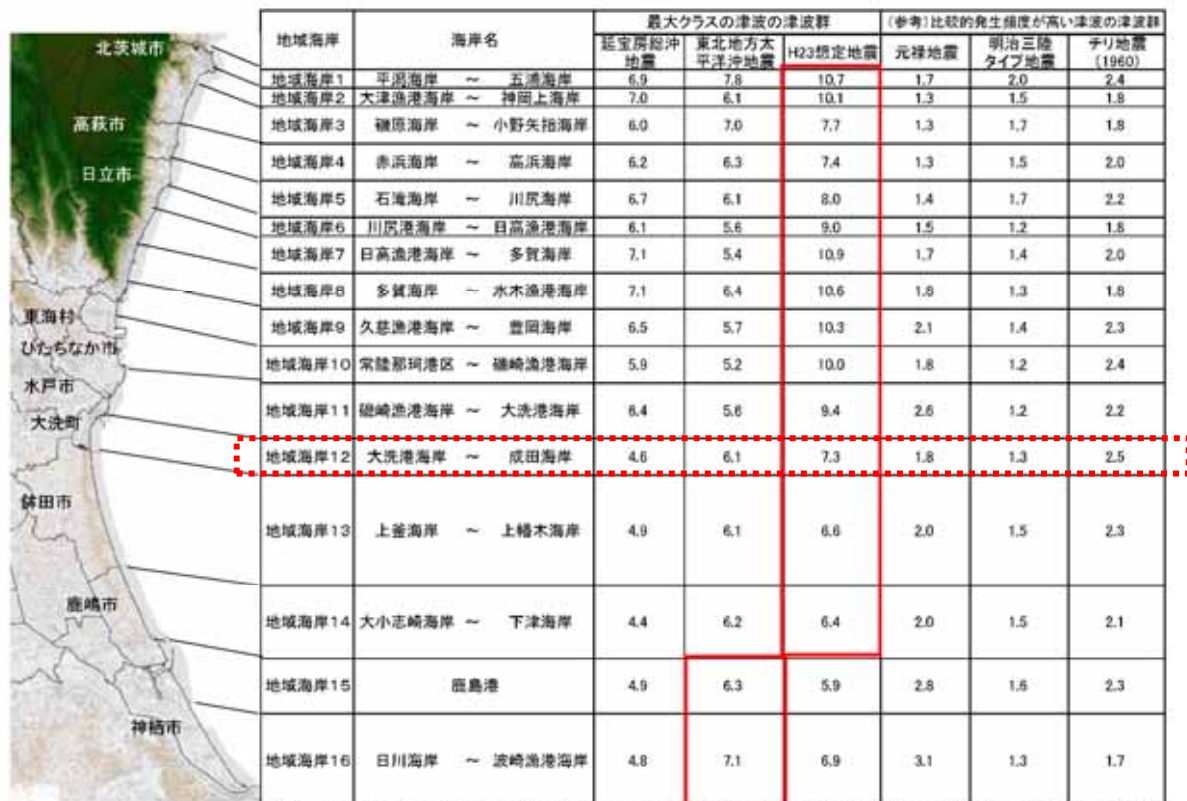 最大クラスの津波の津波群 (参考)比較的発生頻度が高い津波の津波群
地域海岸 海岸名 延宝房総沖地震 東北地方太平洋沖地震 H23想定地震 元禄地震 明治三陸タイプ地震 チリ地震(1960)
地域海岸1 平潟海岸 ～ 五浦海岸 6.9 7.8 10.7 1.7 2.0 2.4
地域海岸2 大津漁港海岸 ～ 神岡上海岸 7.0 6.1 10.1 1.3 1.5 1.8
地域海岸3 磯原海岸 ～ 小野矢指海岸 6.0 7.0 7.7 1.3 1.7 1.8
地域海岸4 赤浜海岸 ～ 高浜海岸 6.2 6.3 7.4 1.3 1.5 2.0
地域海岸5 石滝海岸 ～ 川尻海岸 6.7 6.1 8.0 1.4 1.7 2.2
地域海岸6 川尻港海岸 ～ 日高漁港海岸 6.1 5.6 9.0 1.5 1.2 1.8
地域海岸7 日高漁港海岸 ～ 多賀海岸 7.1 5.4 10.9 1.7 1.4 2.0
地域海岸8 多賀海岸 ～ 水木漁港海岸 7.1 6.4 10.6 1.8 1.3 1.8
地域海岸9 久慈漁港海岸 ～ 豊岡海岸 6.5 5.7 10.3 2.1 1.4 2.3
地域海岸10 常陸那珂港区 ～ 磯崎漁港海岸 5.9 5.2 10.0 1.8 1.2 2.4
地域海岸11 磯崎漁港海岸 ～ 大洗港海岸 6.4 5.6 9.4 2.6 1.2 2.2
地域海岸12 大洗港海岸 ～ 成田海岸 4.6 6.1 7.3 1.8 1.3 2.5
地域海岸13 上釜海岸 ～ 上幡木海岸 4.9 6.1 6.6 2.0 1.5 2.3
地域海岸14 大小志崎海岸 ～ 下津海岸 4.4 6.2 6.4 2.0 1.5 2.1
地域海岸15 鹿島港 4.9 6.3 5.9 2.8 1.6 2.3
地域海岸16 日川海岸 ～ 波崎漁港海岸 4.8 7.1 6.9 3.1 1.3 1.7
北茨城市
高萩市
日立市
東海村
ひたちなか市
水戸市
大洗町
鉾田市
鹿嶋市
神栖市